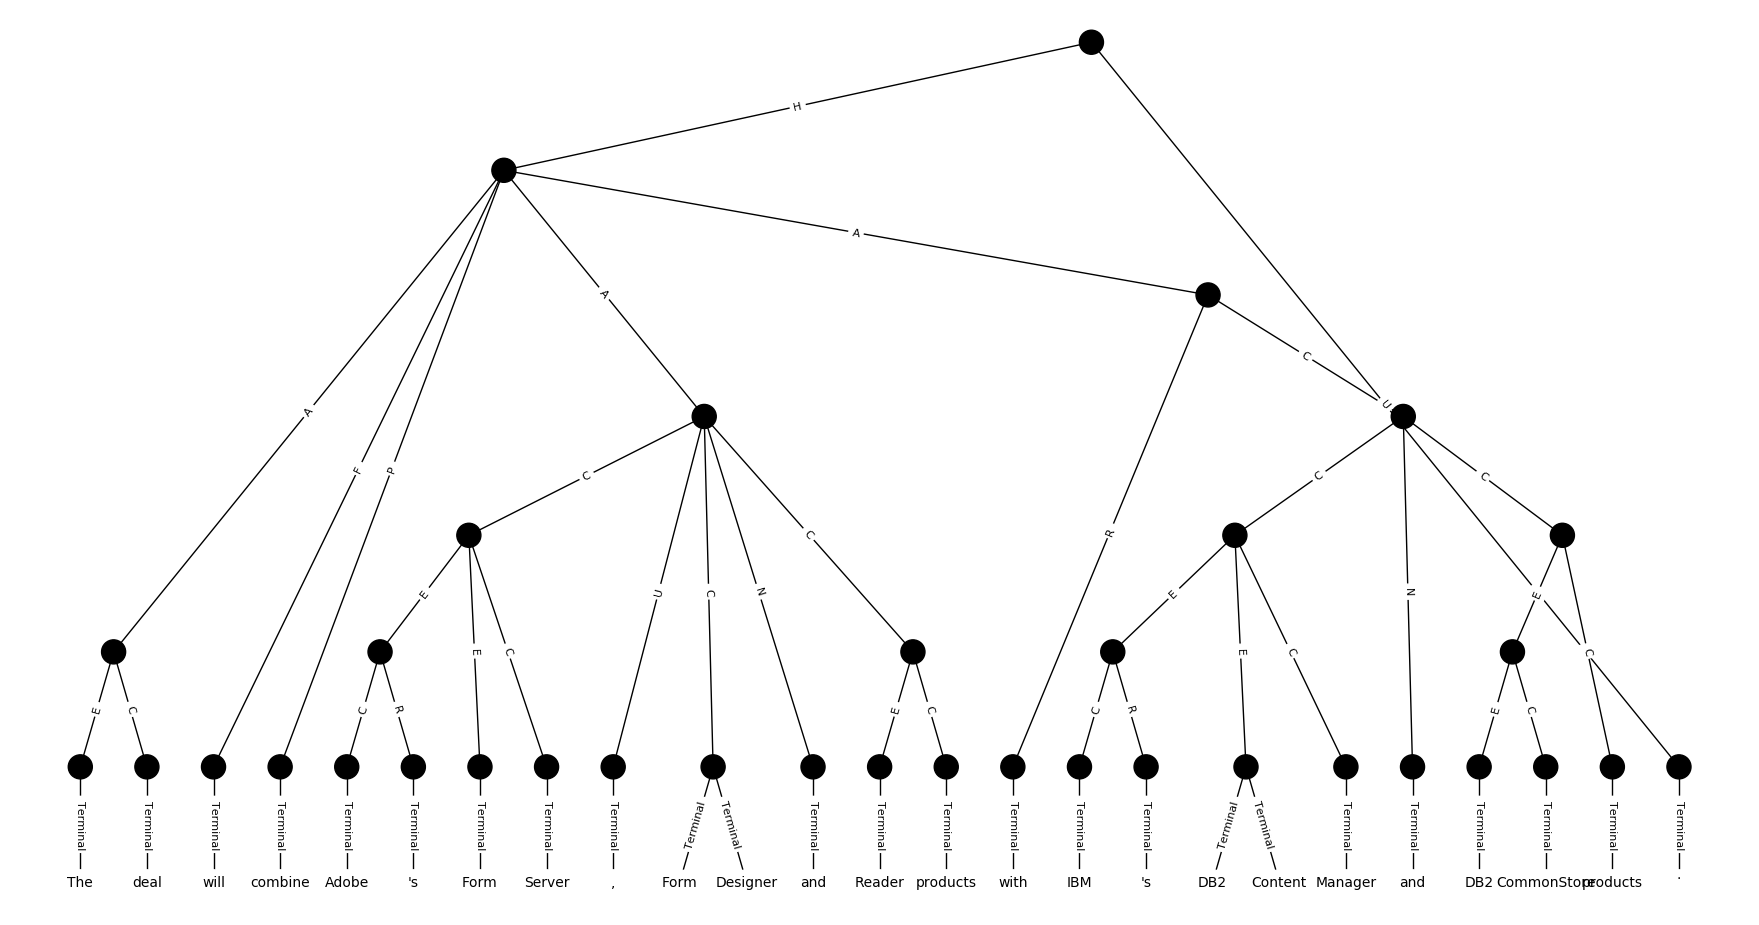 H
A
A
C
U
A
F
P
C
C
C
C
R
E
U
C
N
E
E
N
E
C
E
C
C
E
C
C
R
E
C
C
R
E
C
Terminal Terminal Terminal Terminal Terminal Terminal Terminal Terminal Terminal Terminal Terminal Terminal Terminal Terminal Terminal Terminal Terminal Terminal Terminal Terminal Terminal Terminal Terminal Terminal Terminal
The deal will combine Adobe 's Form Server , Form Designer and Reader products with IBM 's DB2 Content Manager and DB2 CommonStore products .